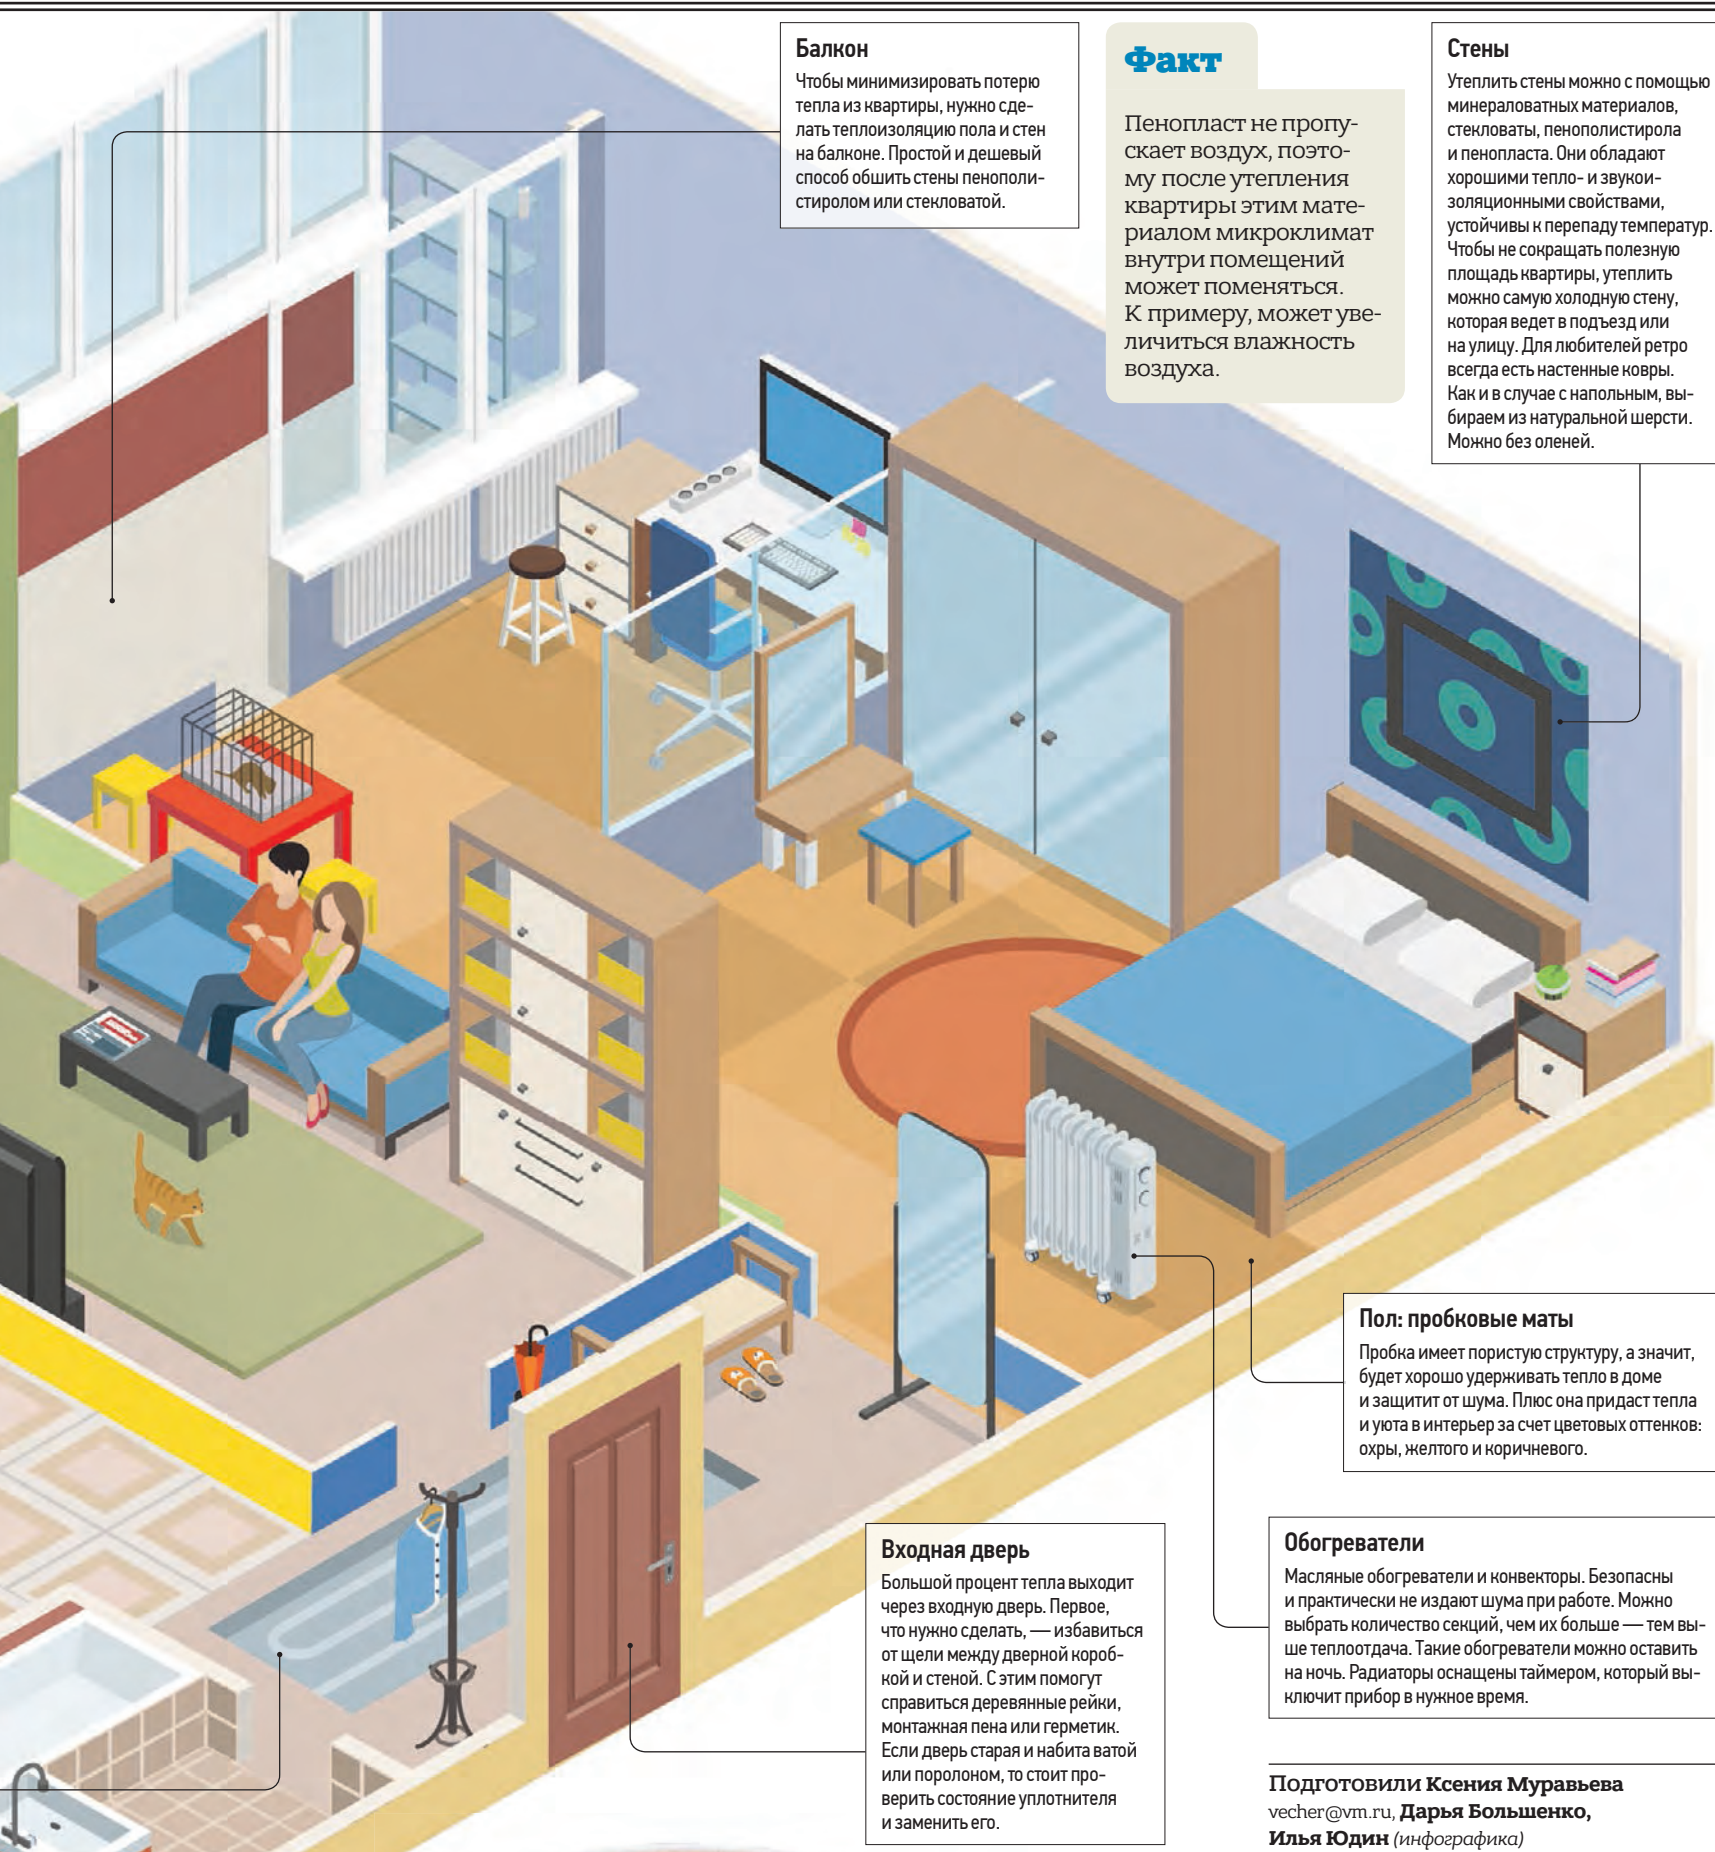 Балкон
Чтобы минимизировать потерю
тепла из квартиры, нужно сде-
лать теплоизоляцию пола и стен
на балконе. Простой и дешевый
способ обшить стены пенополи-
стиролом или стекловатой.
Факт
Пенопласт не пропу-
скает воздух, поэто-
му после утепления
квартиры этим мате-
риалом микроклимат
внутри помещений
может поменяться.
К примеру, может уве-
личиться влажность
воздуха.
Стены
Утеплить стены можно с помощью
минераловатных материалов,
стекловаты, пенополистирола
и пенопласта. Они обладают
хорошими тепло- и звукои-
золяционными свойствами,
устойчивы к перепаду температур.
Чтобы не сокращать полезную
площадь квартиры, утеплить
можно самую холодную стену,
которая ведет в подъезд или
на улицу. Для любителей ретро
всегда есть настенные ковры.
Как и в случае с напольным, вы-
бираем из натуральной шерсти.
Можно без оленей.
Пол: пробковые маты
Пробка имеет пористую структуру, а значит,
будет хорошо удерживать тепло в доме
и защитит от шума. Плюс она придаст тепла
и уюта в интерьер за счет цветовых оттенков:
охры, желтого и коричневого.
Входная дверь
Большой процент тепла выходит
через входную дверь. Первое,
что нужно сделать, — избавиться
от щели между дверной короб-
кой и стеной. С этим помогут
справиться деревянные рейки,
монтажная пена или герметик.
Если дверь старая и набита ватой
или поролоном, то стоит про-
верить состояние уплотнителя
и заменить его.
Обогреватели
Масляные обогреватели и конвекторы. Безопасны
и практически не издают шума при работе. Можно
выбрать количество секций, чем их больше — тем вы-
ше теплоотдача. Такие обогреватели можно оставить
на ночь. Радиаторы оснащены таймером, который вы-
ключит прибор в нужное время.
Подготовили Ксения Муравьева
vecher@vm.ru, Дарья Большенко,
Илья Юдин (инфографика)